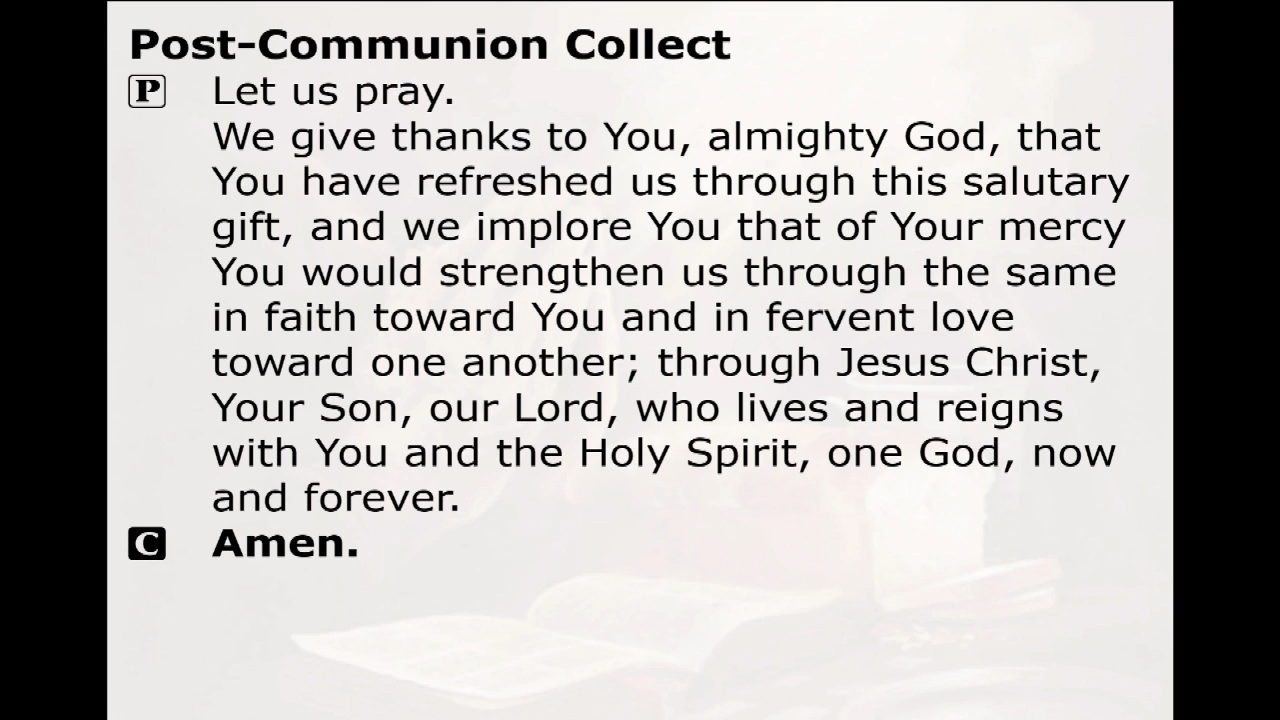 Post-Communion Collect
P Let us pray.
We give thanks to You, almighty God, that
You have refreshed us through this salutary
gift, and we implore You that of Your mercy
You would strengthen us through the same
in faith toward You and in fervent love
toward one another; through Jesus Christ,
Your Son, our Lord, who lives and reigns
with You and the Holy Spirit, one God, now
and forever.
C Amen.